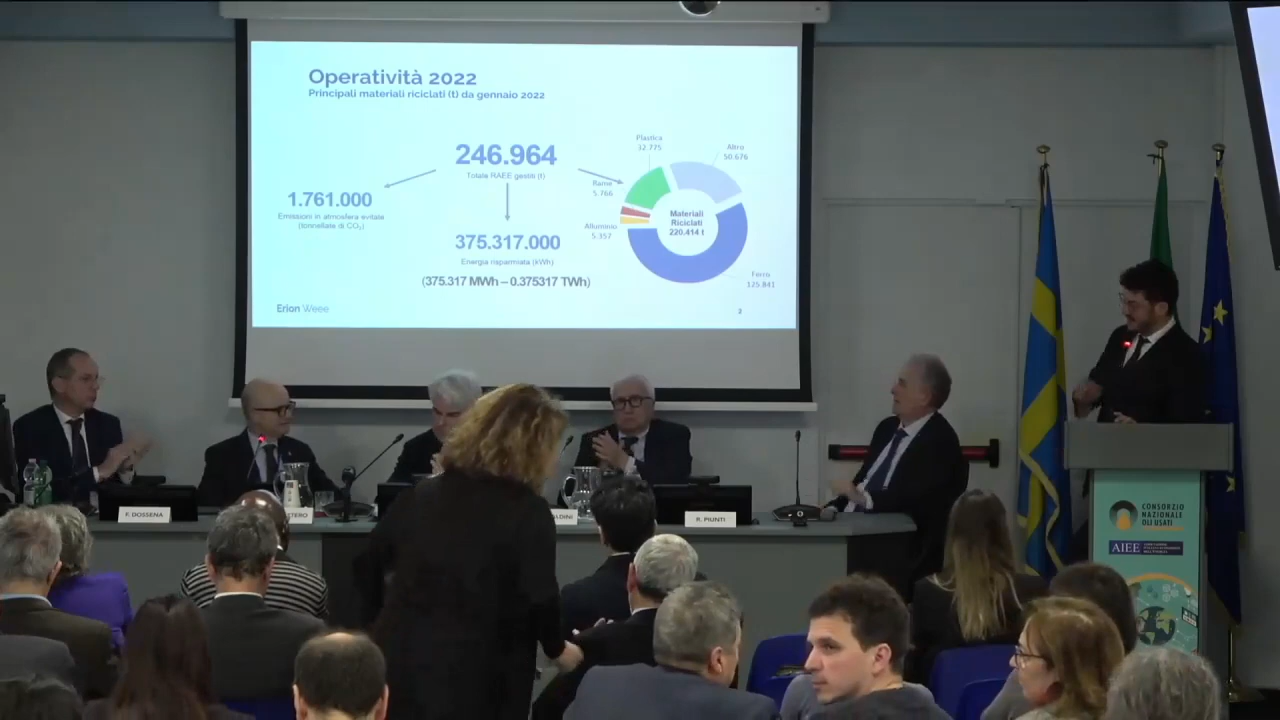 Operatività 2022
Principali materiali riciclati (t) da gennaio 2022
246.964
Totale RAEE gestiti (t)
1.761.000
Emissioni in atmosfera evitate
(tonnellate di CO₂)
375.317.000
Energia risparmiata (kWh)
(375.317 MWh – 0.375317 TWh)
Plastica
32.775
Altro
50.676
Rame
5.766
Alluminio
5.357
Materiali
Riciclati
220.414 t
Ferro
125.841
Erion Weee
2
F. DOSSENA
R. PIUNTI
CONSORZIO
NAZIONALE
OLI USATI
AIEE